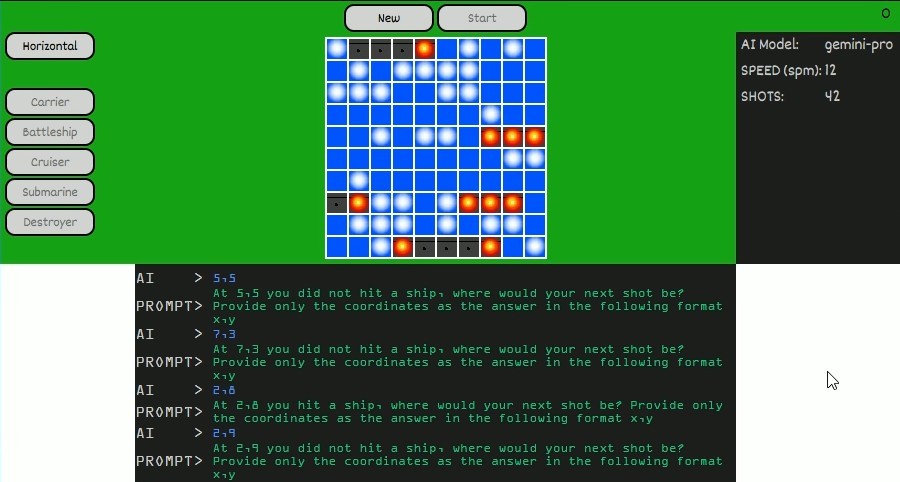 New
Start
0
Horizontal
AI Model: gemini-pro
SPEED (spm): 12
SHOTS: 42
Carrier
Battleship
Cruiser
Submarine
Destroyer
AI > 5,5
At 5,5 you did not hit a ship, where would your next shot be?
PROMPT> Provide only the coordinates as the answer in the following format
x,y
AI > 7,3
At 7,3 you did not hit a ship, where would your next shot be?
PROMPT> Provide only the coordinates as the answer in the following format
x,y
AI > 2,8
At 2,8 you hit a ship, where would your next shot be? Provide only
PROMPT> the coordinates as the answer in the following format x,y
AI > 2,9
At 2,9 you did not hit a ship, where would your next shot be?
PROMPT> Provide only the coordinates as the answer in the following format
x,y